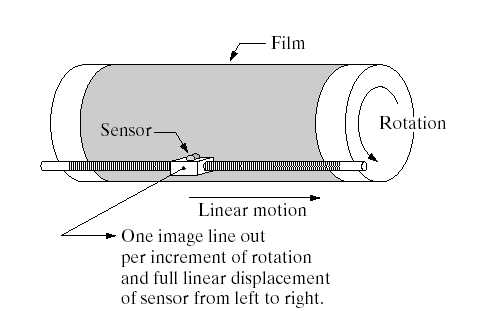 Film
Sensor
Rotation
Linear motion
One image line out
per increment of rotation
and full linear displacement
of sensor from left to right.